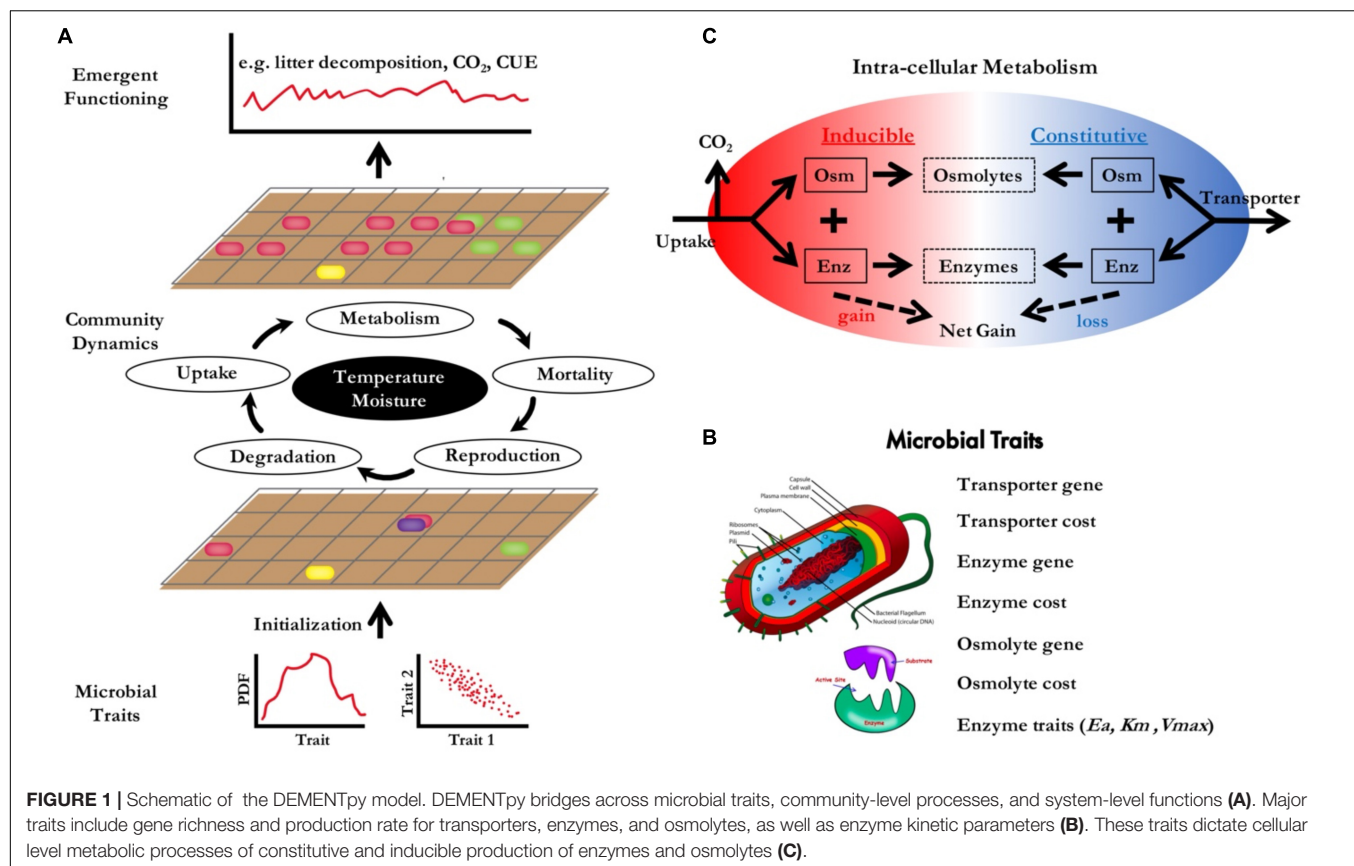 A
Emergent
Functioning
e.g. litter decomposition, CO₂, CUE
Community
Dynamics
Metabolism
Uptake
Temperature
Moisture
Mortality
Degradation
Reproduction
Initialization
Microbial
Traits
PDF
Trait
Trait 2
Trait 1
C
Intra-cellular Metabolism
Inducible
Constitutive
CO₂
Osm
Osmolytes
Osm
Transporter
Uptake
+
+
Enz
Enzymes
Enz
gain
Net Gain
loss
B
Microbial Traits
Capsule
Cell wall
Plasma membrane
Cytoplasm
Ribosomes
Plasmid
Pili
Bacterial Flagellum
Nucleoid (circular DNA)
Substrate
Active Site
Enzyme
Transporter gene
Transporter cost
Enzyme gene
Enzyme cost
Osmolyte gene
Osmolyte cost
Enzyme traits (Ea, Km ,Vmax)
FIGURE 1 | Schematic of the DEMENTpy model. DEMENTpy bridges across microbial traits, community-level processes, and system-level functions (A). Major
traits include gene richness and production rate for transporters, enzymes, and osmolytes, as well as enzyme kinetic parameters (B). These traits dictate cellular
level metabolic processes of constitutive and inducible production of enzymes and osmolytes (C).